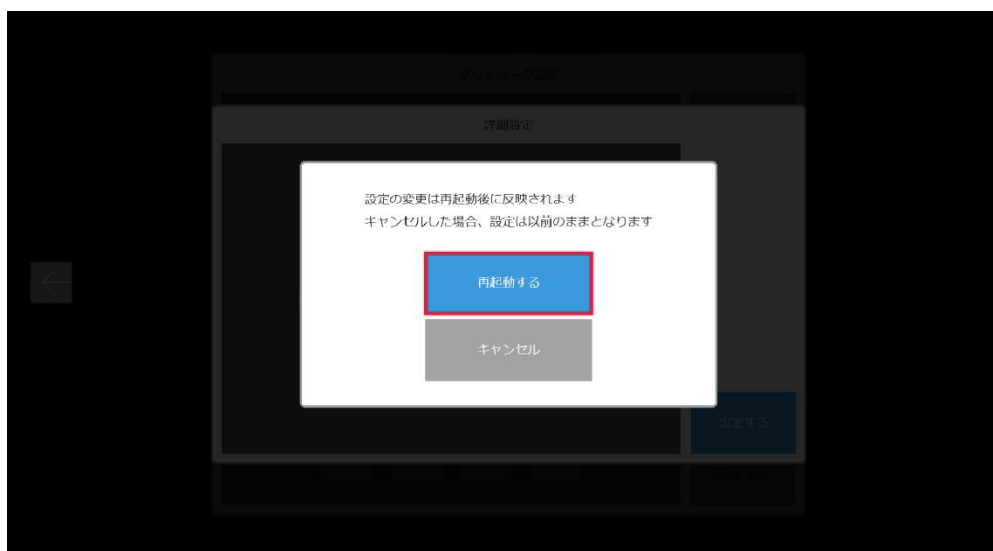 ネットワーク設定
詳細設定
設定の変更は再起動後に反映されます
キャンセルした場合、設定は以前のままとなります
再起動する
キャンセル
設定する